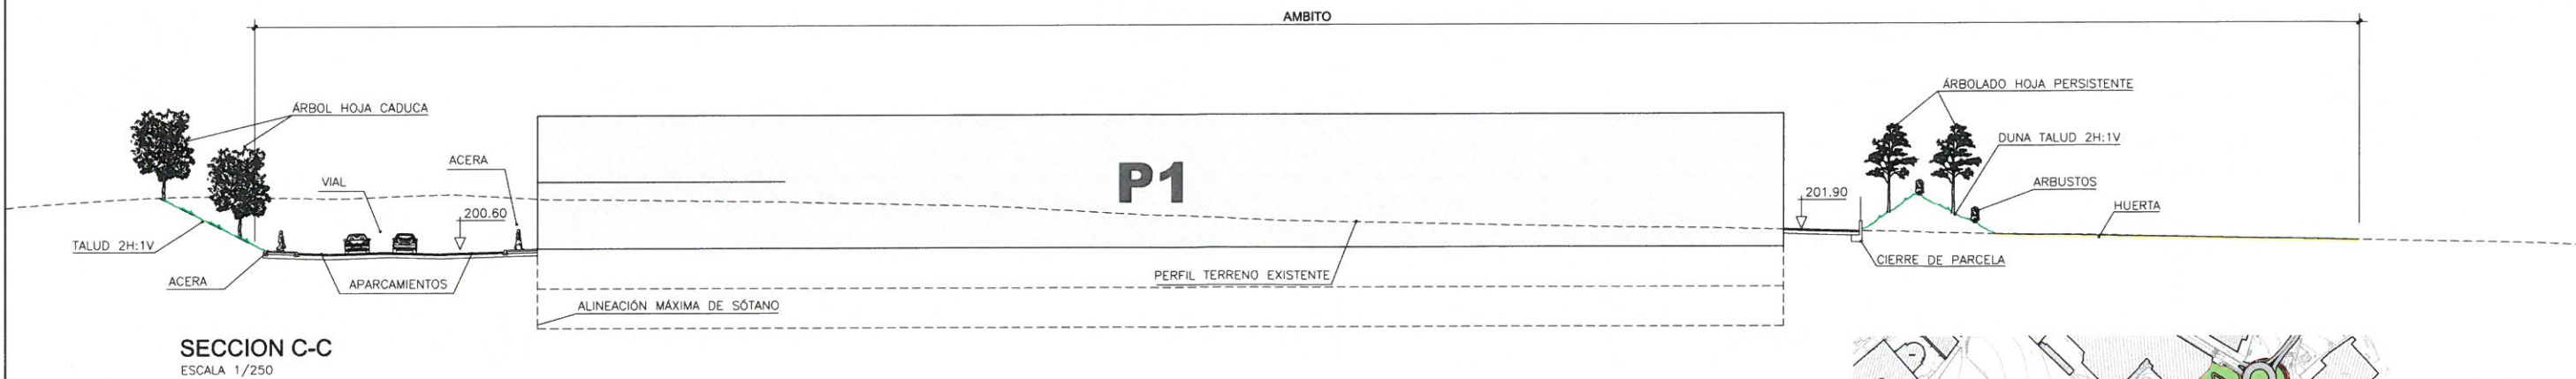 AMBITO
ÁRBOL HOJA CADUCA
ÁRBOLADO HOJA PERSISTENTE
DUNA TALUD 2H:1V
ACERA
P1
VIAL
ARBUSTOS
201.90
HUERTA
200.60
TALUD 2H:1V
CIERRE DE PARCELA
PERFIL TERRENO EXISTENTE
ACERA
APARCAMIENTOS
ALINEACIÓN MÁXIMA DE SÓTANO
SECCION C-C
ESCALA 1/250